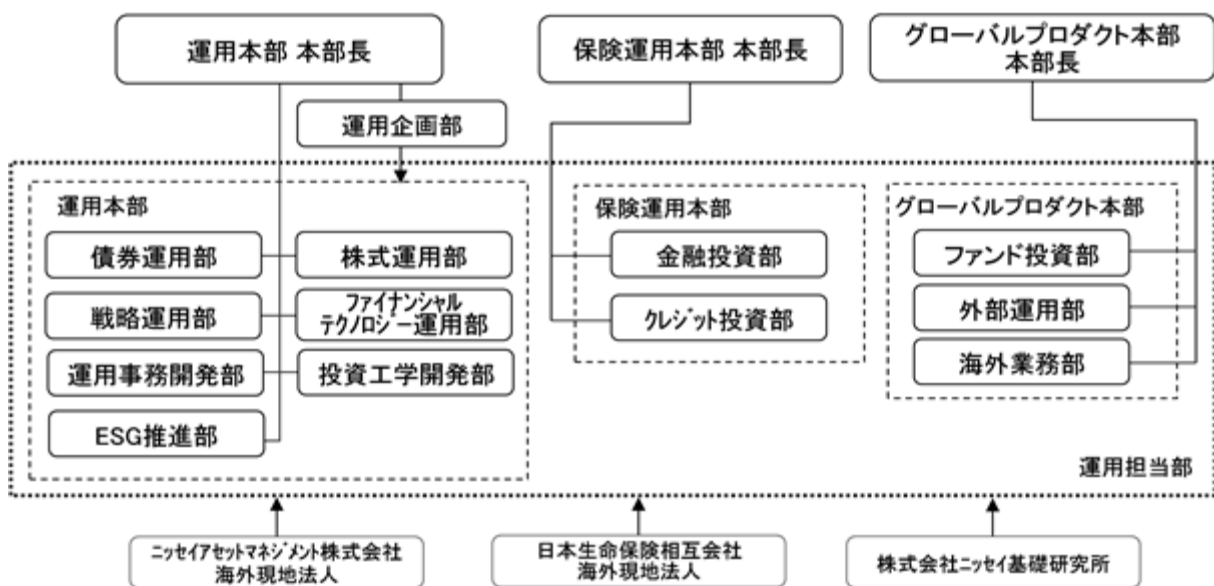 運用本部 本部長
保険運用本部 本部長
グローバルプロダクト本部
本部長
運用企画部
運用本部
債券運用部
株式運用部
戦略運用部
ファイナンシャル
テクノロジー運用部
運用事務開発部
投資工学開発部
ESG推進部
保険運用本部
金融投資部
クレジット投資部
グローバルプロダクト本部
ファンド投資部
外部運用部
海外業務部
運用担当部
ニッセイアセットマネジメント株式会社
海外現地法人
日本生命保険相互会社
海外現地法人
株式会社ニッセイ基礎研究所